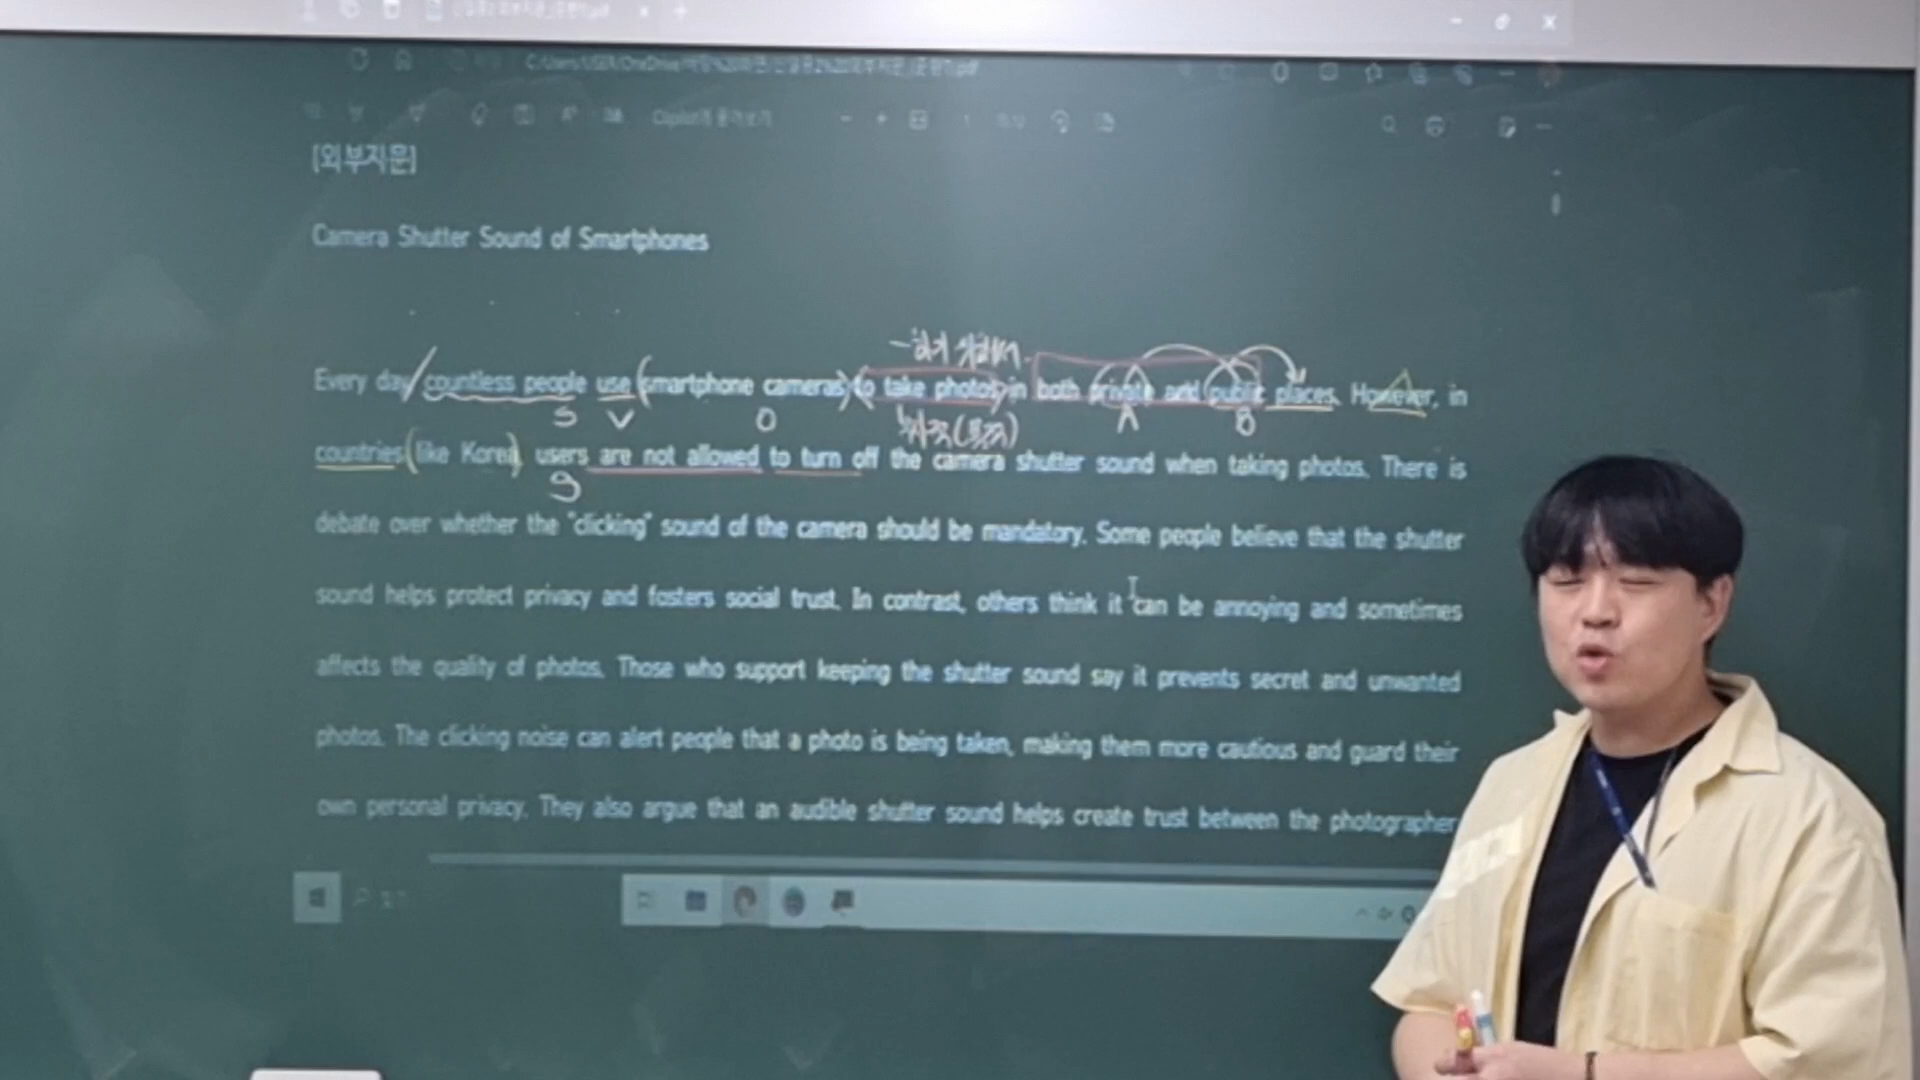 [외부지문]
Camera Shutter Sound of Smartphones
-하기 위해서
Every day countless people use smartphone cameras to take photos in both private and public places. However, in
S V O 부사적(목적) A B
countries like Korea, users are not allowed to turn off the camera shutter sound when taking photos. There is
S
debate over whether the "clicking" sound of the camera should be mandatory. Some people believe that the shutter
sound helps protect privacy and fosters social trust. In contrast, others think it can be annoying and sometimes
affects the quality of photos. Those who support keeping the shutter sound say it prevents secret and unwanted
photos. The clicking noise can alert people that a photo is being taken, making them more cautious and guard their
own personal privacy. They also argue that an audible shutter sound helps create trust between the photographer